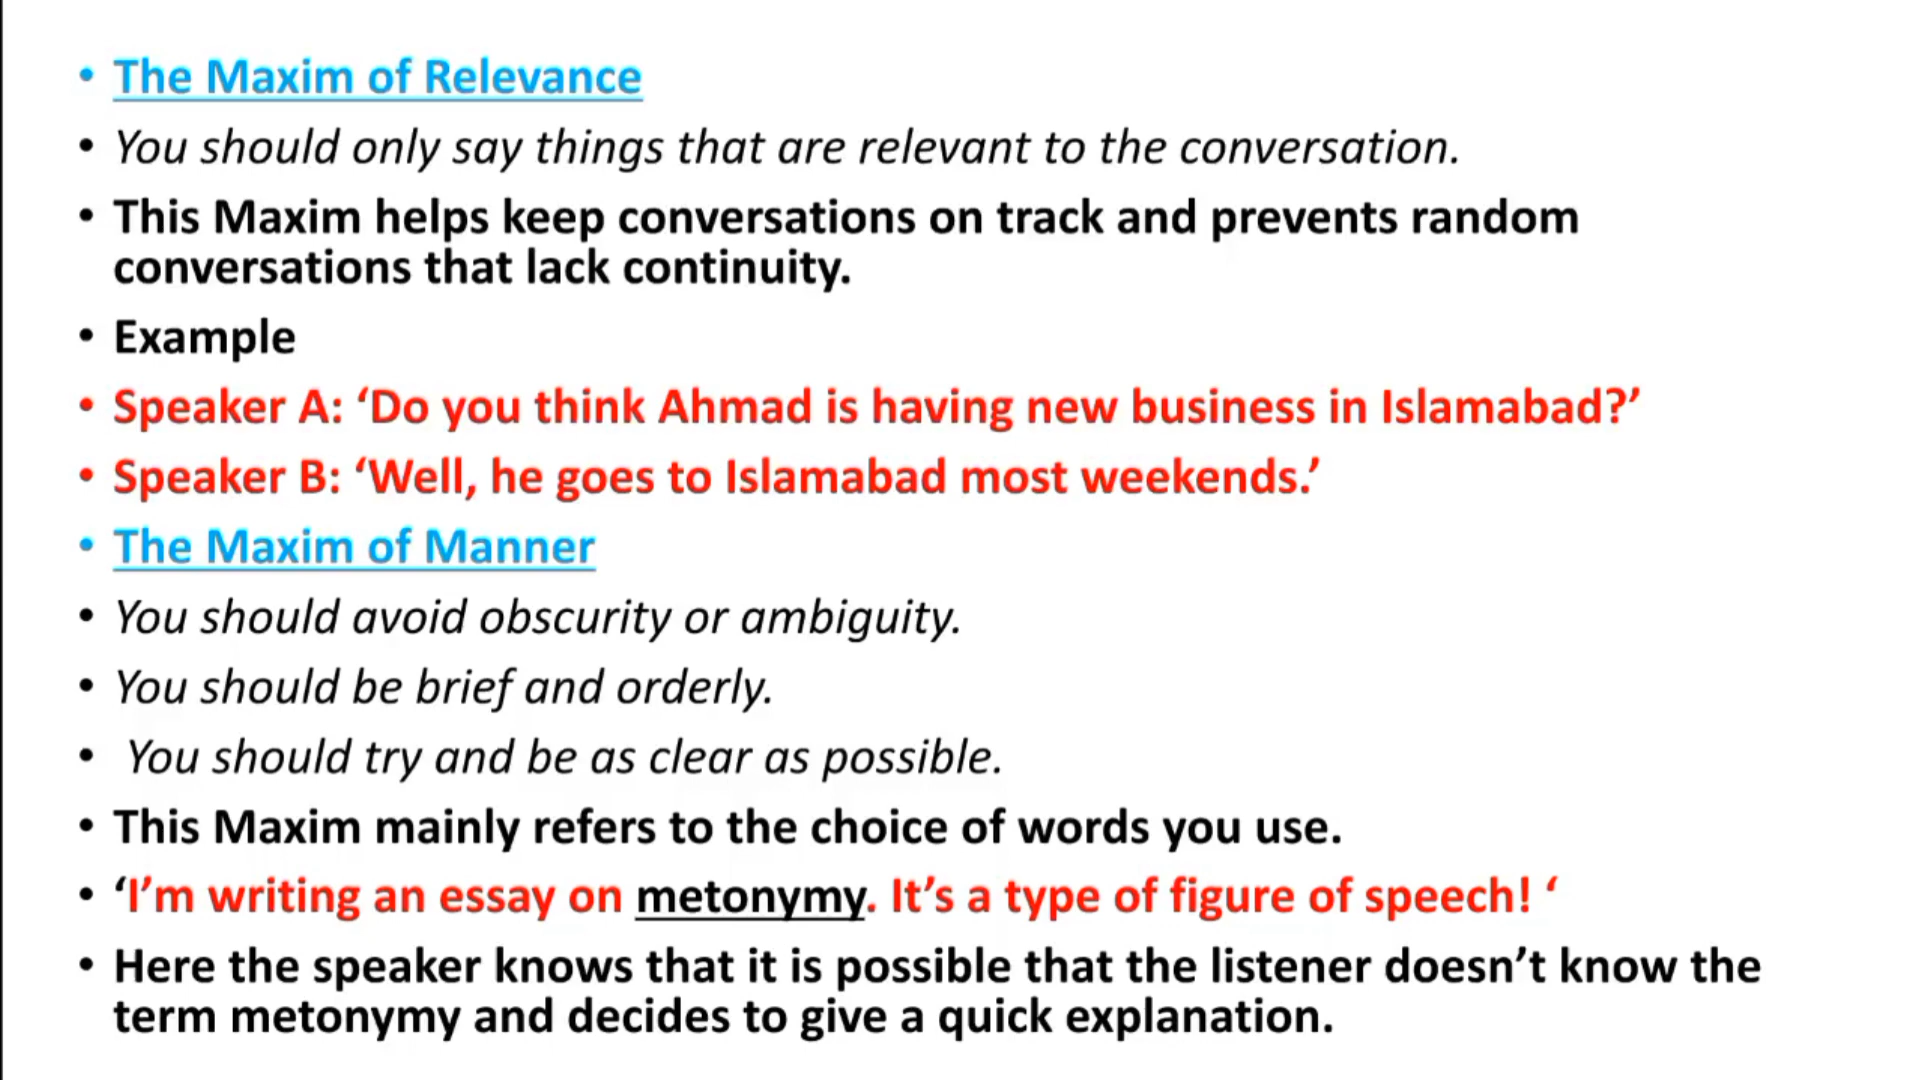 • The Maxim of Relevance
• You should only say things that are relevant to the conversation.
• This Maxim helps keep conversations on track and prevents random
conversations that lack continuity.
• Example
• Speaker A: ‘Do you think Ahmad is having new business in Islamabad?’
• Speaker B: ‘Well, he goes to Islamabad most weekends.’
• The Maxim of Manner
• You should avoid obscurity or ambiguity.
• You should be brief and orderly.
• You should try and be as clear as possible.
• This Maxim mainly refers to the choice of words you use.
• ‘I’m writing an essay on metonymy. It’s a type of figure of speech! ‘
• Here the speaker knows that it is possible that the listener doesn’t know the
term metonymy and decides to give a quick explanation.